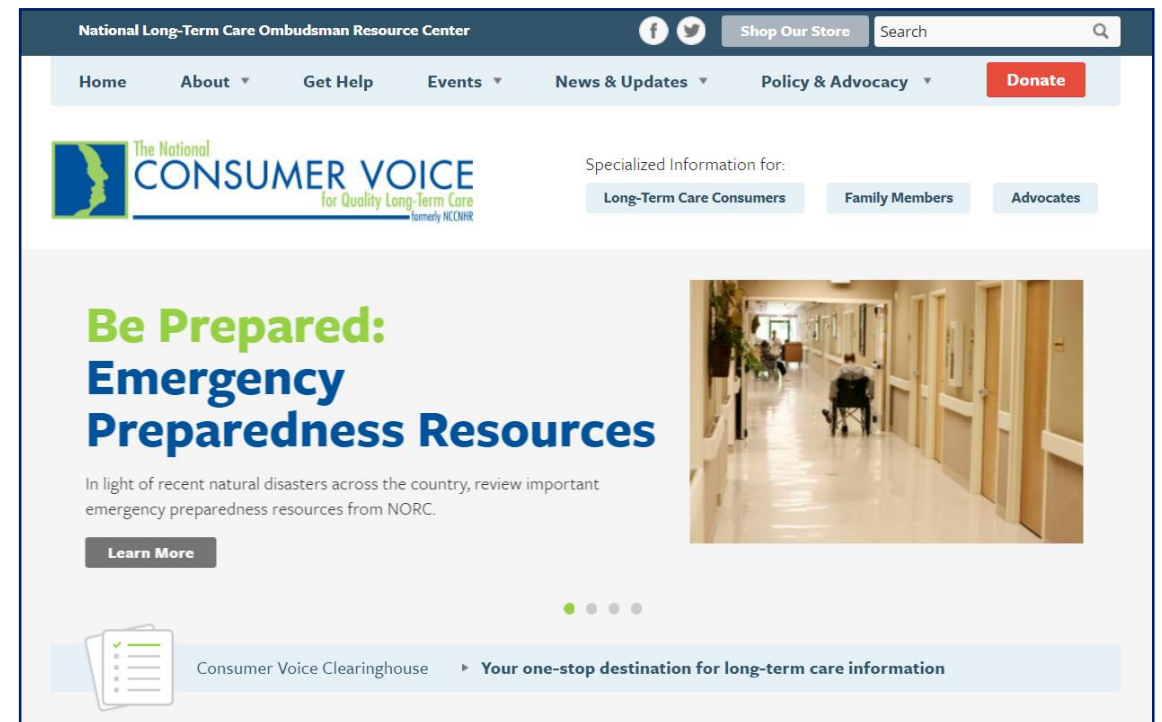 National Long-Term Care Ombudsman Resource Center
Shop Our Store
Search
Home
About
Get Help
Events
News & Updates
Policy & Advocacy
Donate
The National
CONSUMER VOICE
for Quality Long-Term Care
formerly NCCNHR
Specialized Information for:
Long-Term Care Consumers
Family Members
Advocates
Be Prepared:
Emergency
Preparedness Resources
In light of recent natural disasters across the country, review important
emergency preparedness resources from NORC.
Learn More
Consumer Voice Clearinghouse
Your one-stop destination for long-term care information